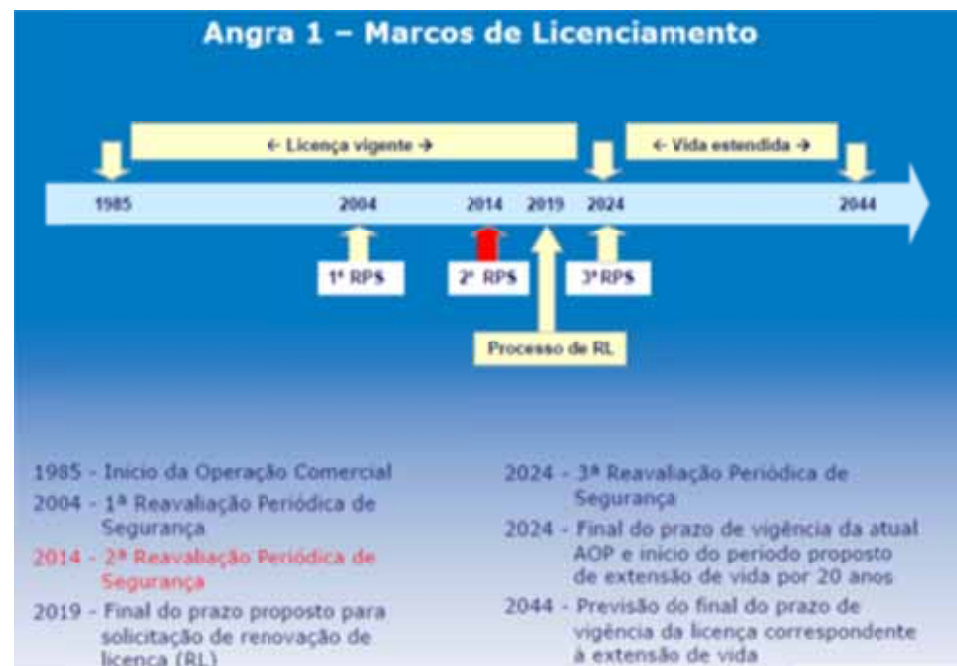 Angra 1 – Marcos de Licenciamento
← Licença vigente →
← Vida estendida →
1985
2004
2014
2019
2024
2044
1ª RPS
2ª RPS
3ª RPS
Processo de RL
1985 - Inicio da Operação Comercial
2004 - 1ª Reavaliação Periódica de
Segurança
2014 - 2ª Reavaliação Periódica de
Segurança
2019 - Final do prazo proposto para
solicitação de renovação de
licença (RL)
2024 - 3ª Reavaliação Periódica de
Segurança
2024 - Final do prazo de vigência da atual
AOP e inicio do periodo proposto
de extensão de vida por 20 anos
2044 - Previsão do final do prazo de
vigência da licença correspondente
à extensão de vida